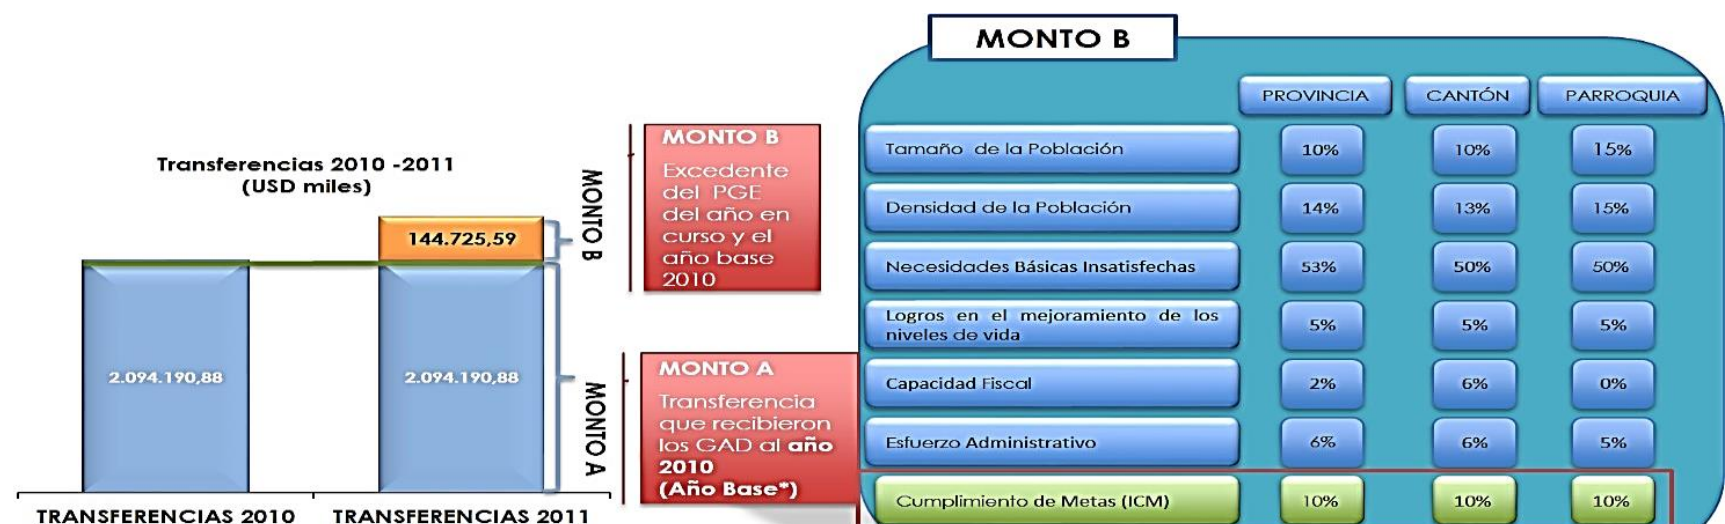 Transferencias 2010 -2011
(USD miles)
144.725,59
2.094.190,88
2.094.190,88
TRANSFERENCIAS 2010
TRANSFERENCIAS 2011
MONTO B
MONTO A
MONTO B
Excedente
del PGE
del año en
curso y el
año base
2010
MONTO A
Transferencia
que recibieron
los GAD al año
2010
(Año Base*)
MONTO B
PROVINCIA CANTÓN PARROQUIA
Tamaño de la Población 10% 10% 15%
Densidad de la Población 14% 13% 15%
Necesidades Básicas Insatisfechas 53% 50% 50%
Logros en el mejoramiento de los
niveles de vida 5% 5% 5%
Capacidad Fiscal 2% 6% 0%
Esfuerzo Administrativo 6% 6% 5%
Cumplimiento de Metas (ICM) 10% 10% 10%